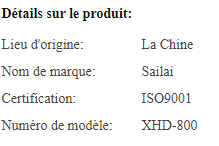 Détails sur le produit:
Lieu d'origine: La Chine
Nom de marque: Sailai
Certification: ISO9001
Numéro de modèle: XHD-800